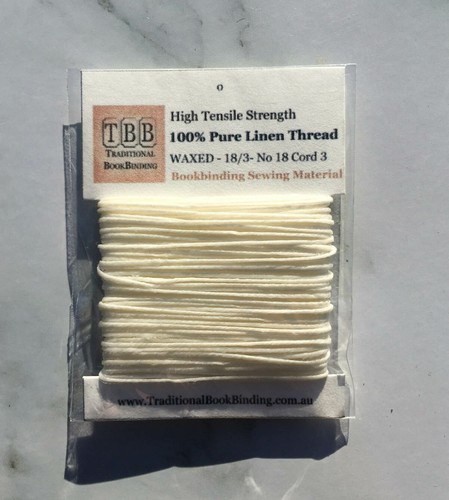 High Tensile Strength
100% Pure Linen Thread
WAXED - 18/3- No 18 Cord 3
Bookbinding Sewing Material
TBB
TRADITIONAL
BOOKBINDING
www.TraditionalBookBinding.com.au